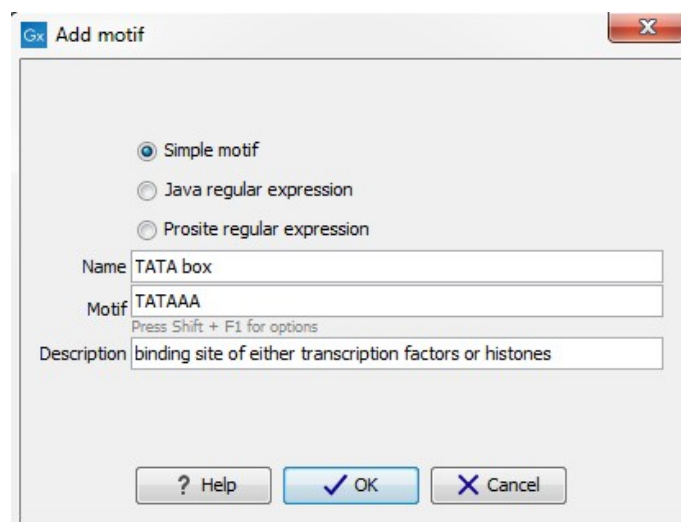 Gx Add motif
X
Simple motif
Java regular expression
Prosite regular expression
Name TATA box
Motif TATAAA
Press Shift + F1 for options
Description binding site of either transcription factors or histones
? Help OK Cancel